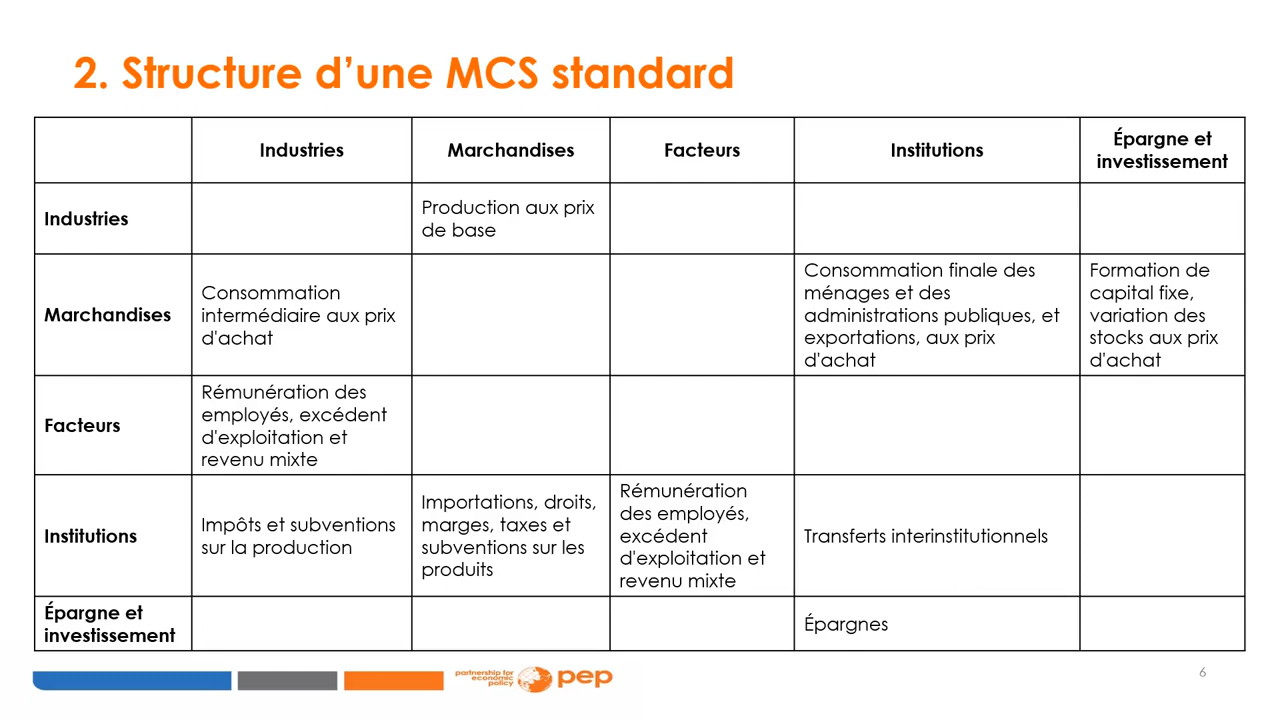 2. Structure d’une MCS standard
Industries
Marchandises
Facteurs
Institutions
Épargne et
investissement
Industries
Production aux prix
de base
Marchandises
Consommation
intermédiaire aux prix
d'achat
Consommation finale des
ménages et des
administrations publiques, et
exportations, aux prix
d'achat
Formation de
capital fixe,
variation des
stocks aux prix
d'achat
Facteurs
Rémunération des
employés, excédent
d'exploitation et
revenu mixte
Institutions
Impôts et subventions
sur la production
Importations, droits,
marges, taxes et
subventions sur les
produits
Rémunération
des employés,
excédent
d'exploitation et
revenu mixte
Transferts interinstitutionnels
Épargne et
investissement
Épargnes
partnership for
economic
policy
pep
6